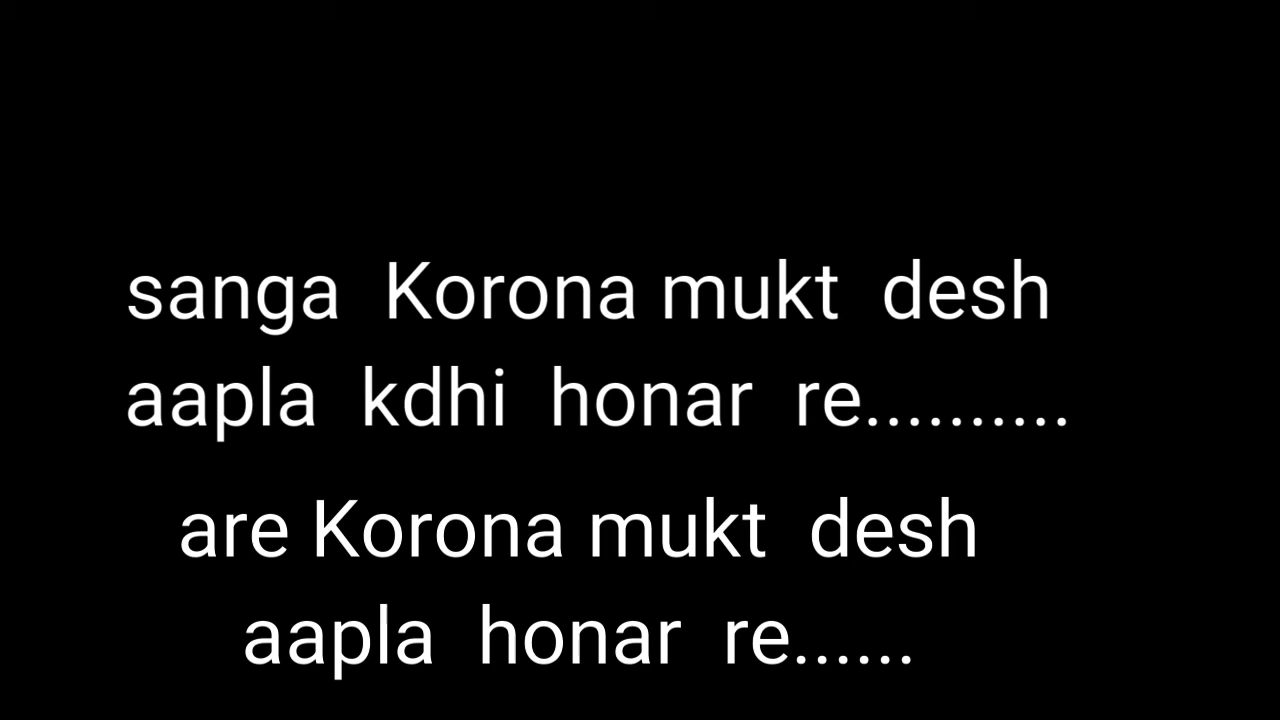 sanga Korona mukt desh
aapla kdhi honar re..........
are Korona mukt desh
aapla honar re......